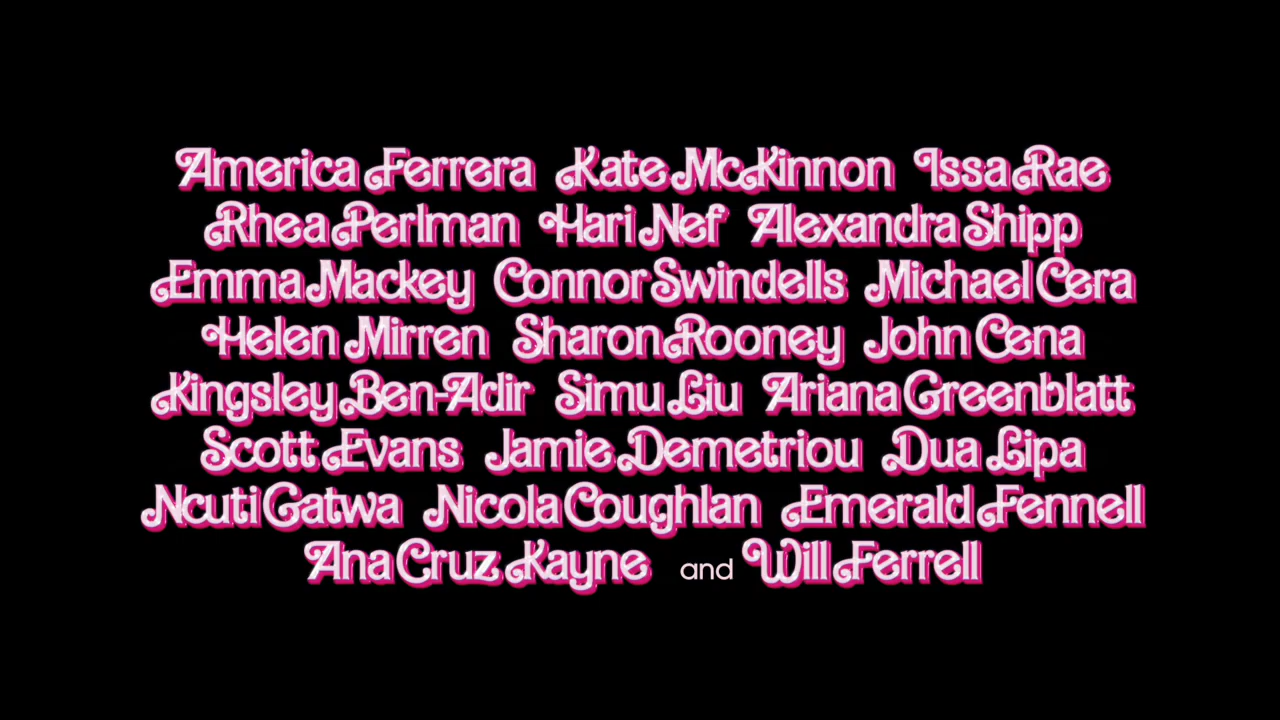 America Ferrera Kate McKinnon Issa Rae
Rhea Perlman Hari Nef Alexandra Shipp
Emma Mackey Connor Swindells Michael Cera
Helen Mirren Sharon Rooney John Cena
Kingsley Ben-Adir Simu Liu Ariana Greenblatt
Scott Evans Jamie Demetriou Dua Lipa
Ncuti Gatwa Nicola Coughlan Emerald Fennell
Ana Cruz Kayne and Will Ferrell